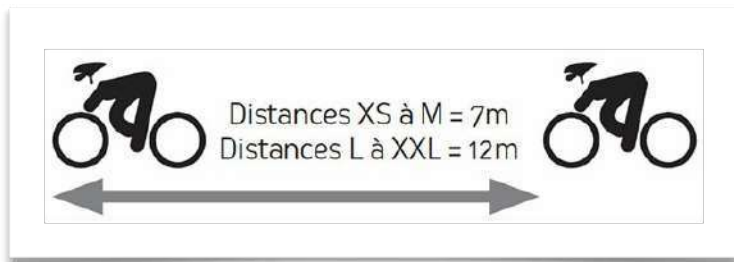 Distances XS à M = 7m
Distances L à XXL = 12m